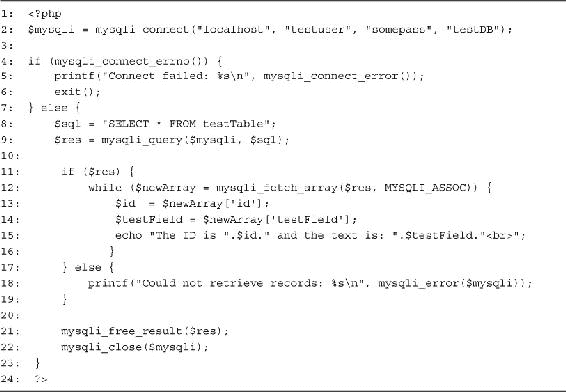 1: <?php
2: $mysqli = mysqli_connect("localhost", "testuser", "somepass", "testDB");
3:
4: if (mysqli_connect_errno()) {
5:     printf("Connect failed: %s\n", mysqli_connect_error());
6:     exit();
7: } else {
8:     $sql = "SELECT * FROM testTable";
9:     $res = mysqli_query($mysqli, $sql);
10:
11:     if ($res) {
12:         while ($newArray = mysqli_fetch_array($res, MYSQLI_ASSOC)) {
13:             $id  = $newArray['id'];
14:             $testField = $newArray['testField'];
15:             echo "The ID is ".$id." and the text is: ".$testField."<br>";
16:            }
17:     } else {
18:         printf("Could not retrieve records: %s\n", mysqli_error($mysqli));
19:     }
20:
21:     mysqli_free_result($res);
22:     mysqli_close($mysqli);
23:  }
24:  ?>